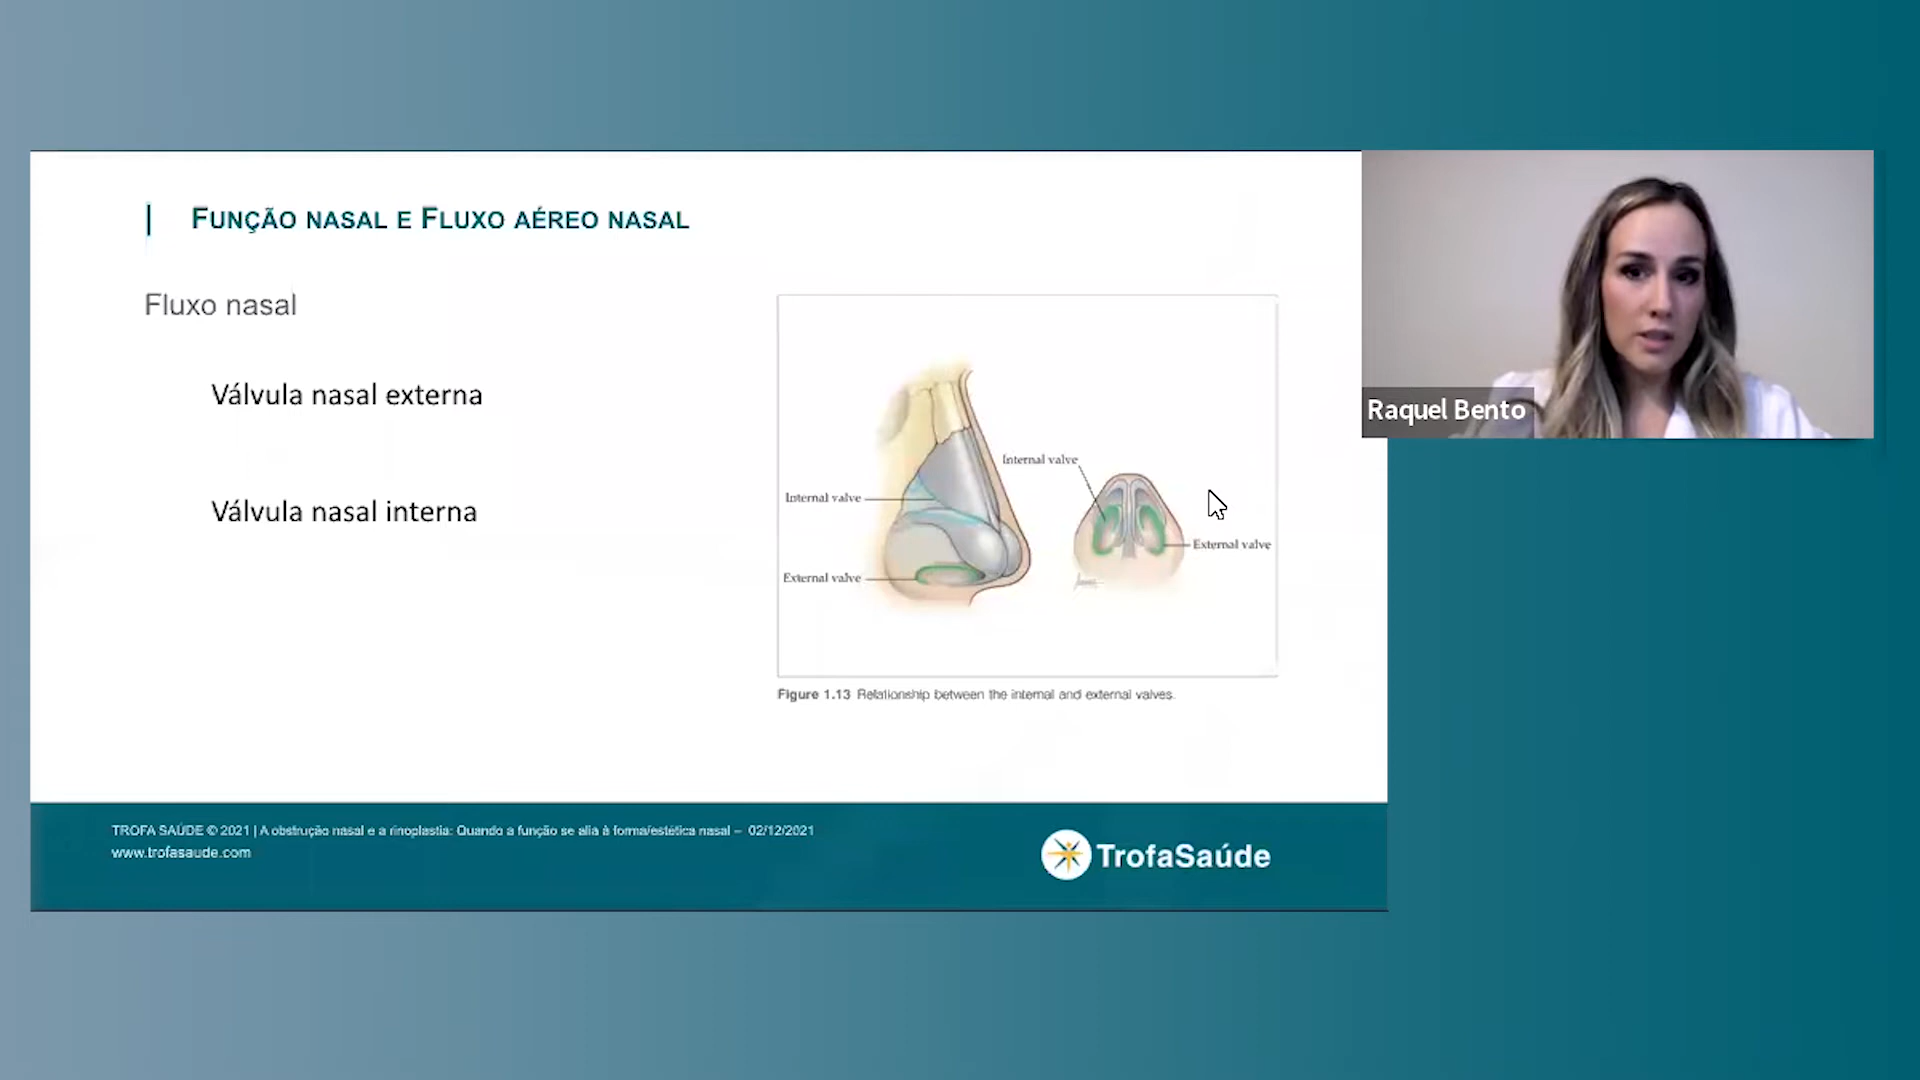 | FUNÇÃO NASAL E FLUXO AÉREO NASAL
Fluxo nasal
Válvula nasal externa
Válvula nasal interna
Internal valve
Internal valve
External valve
External valve
Figure 1.13 Relationship between the internal and external valves.
Raquel Bento
TROFA SAÚDE © 2021 | A obstrução nasal e a rinoplastia: Quando a função se alia à forma/estética nasal – 02/12/2021
www.trofasaude.com
TrofaSaúde